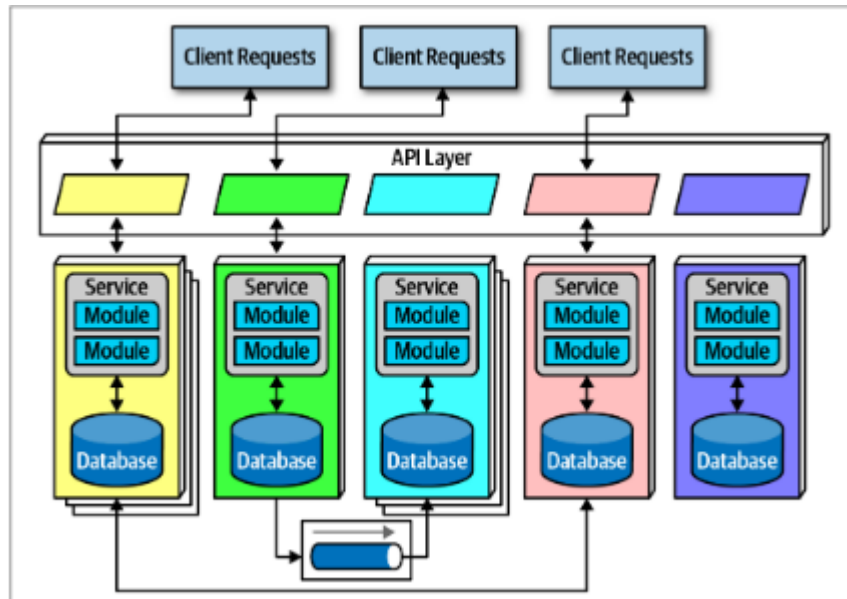 Client Requests
Client Requests
Client Requests
API Layer
Service
Module
Module
Database
Service
Module
Module
Database
Service
Module
Module
Database
Service
Module
Module
Database
Service
Module
Module
Database